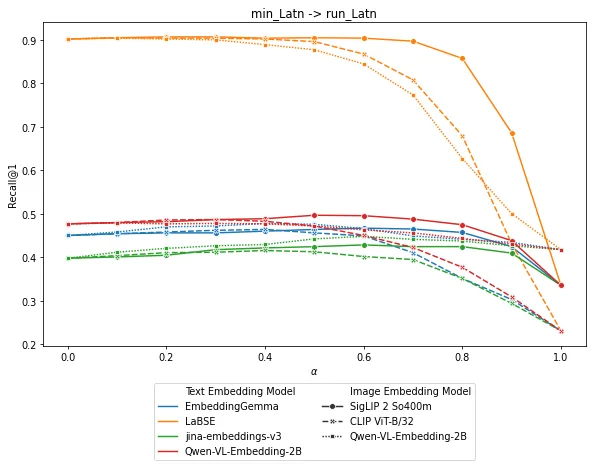 min_Latn -> run_Latn
Recall@1
0.9
0.8
0.7
0.6
0.5
0.4
0.3
0.2
0.0 0.2 0.4 0.6 0.8 1.0
α
Text Embedding Model
EmbeddingGemma
LaBSE
jina-embeddings-v3
Qwen-VL-Embedding-2B
Image Embedding Model
SigLIP 2 So400m
CLIP ViT-B/32
Qwen-VL-Embedding-2B